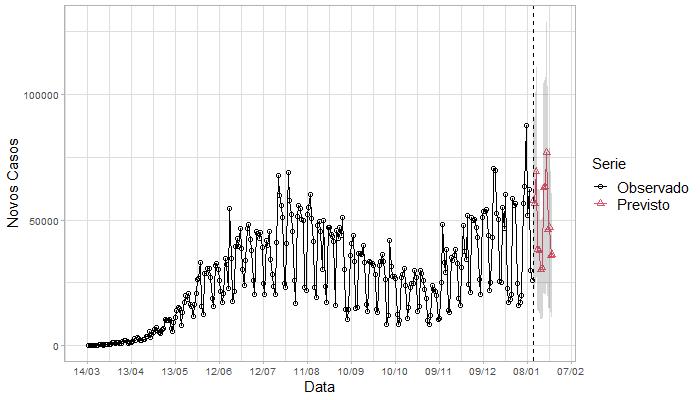 Novos Casos
100000
50000
0
14/03 13/04 13/05 12/06 12/07 11/08 10/09 10/10 09/11 09/12 08/01 07/02
Data
Serie
Observado
Previsto